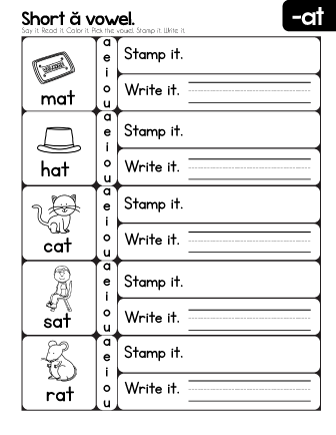 Short ă vowel.
-at
Say it. Read it. Color it. Pick the vowel. Stamp it. Write it.
mat
a
e
i
o
u
Stamp it.
Write it.
hat
a
e
i
o
u
Stamp it.
Write it.
cat
a
e
i
o
u
Stamp it.
Write it.
sat
a
e
i
o
u
Stamp it.
Write it.
rat
a
e
i
o
u
Stamp it.
Write it.